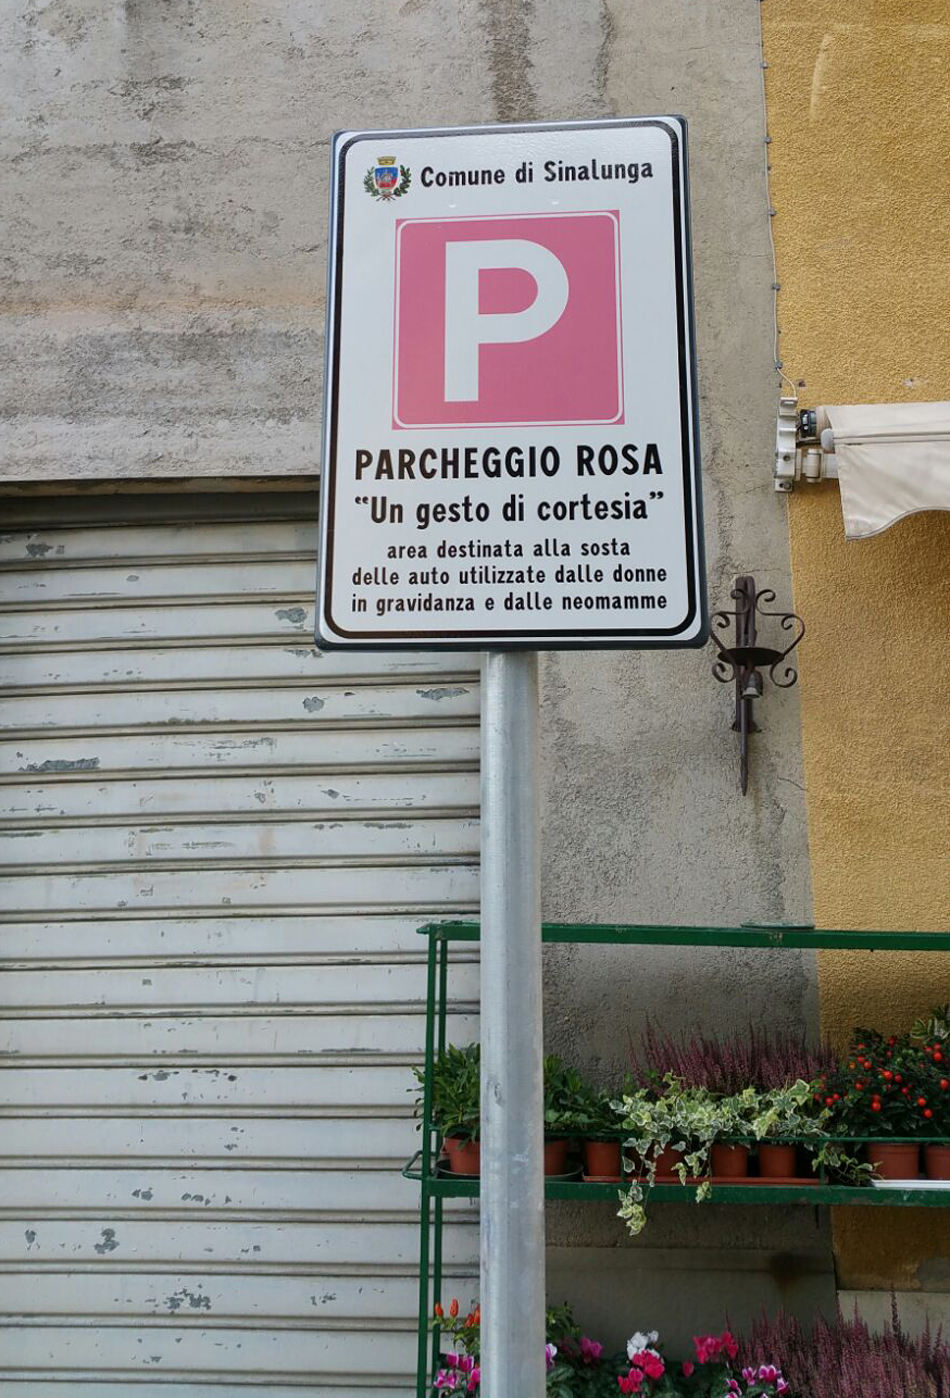 Comune di Sinalunga
P
PARCHEGGIO ROSA
“Un gesto di cortesia”
area destinata alla sosta
delle auto utilizzate dalle donne
in gravidanza e dalle neomamme